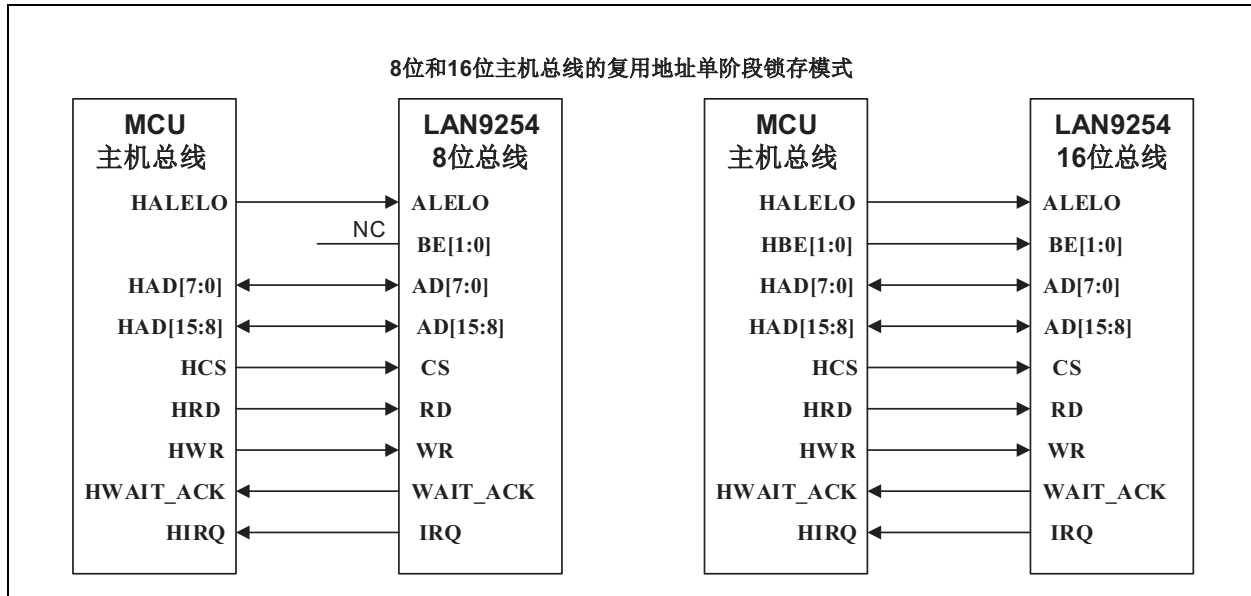 8位和16位主机总线的复用地址单阶段锁存模式
MCU
主机总线
LAN9254
8位总线
HALELO
ALELO
NC
BE[1:0]
HAD[7:0]
AD[7:0]
HAD[15:8]
AD[15:8]
HCS
CS
HRD
RD
HWR
WR
HWAIT_ACK
WAIT_ACK
HIRQ
IRQ
MCU
主机总线
LAN9254
16位总线
HALELO
ALELO
HBE[1:0]
BE[1:0]
HAD[7:0]
AD[7:0]
HAD[15:8]
AD[15:8]
HCS
CS
HRD
RD
HWR
WR
HWAIT_ACK
WAIT_ACK
HIRQ
IRQ